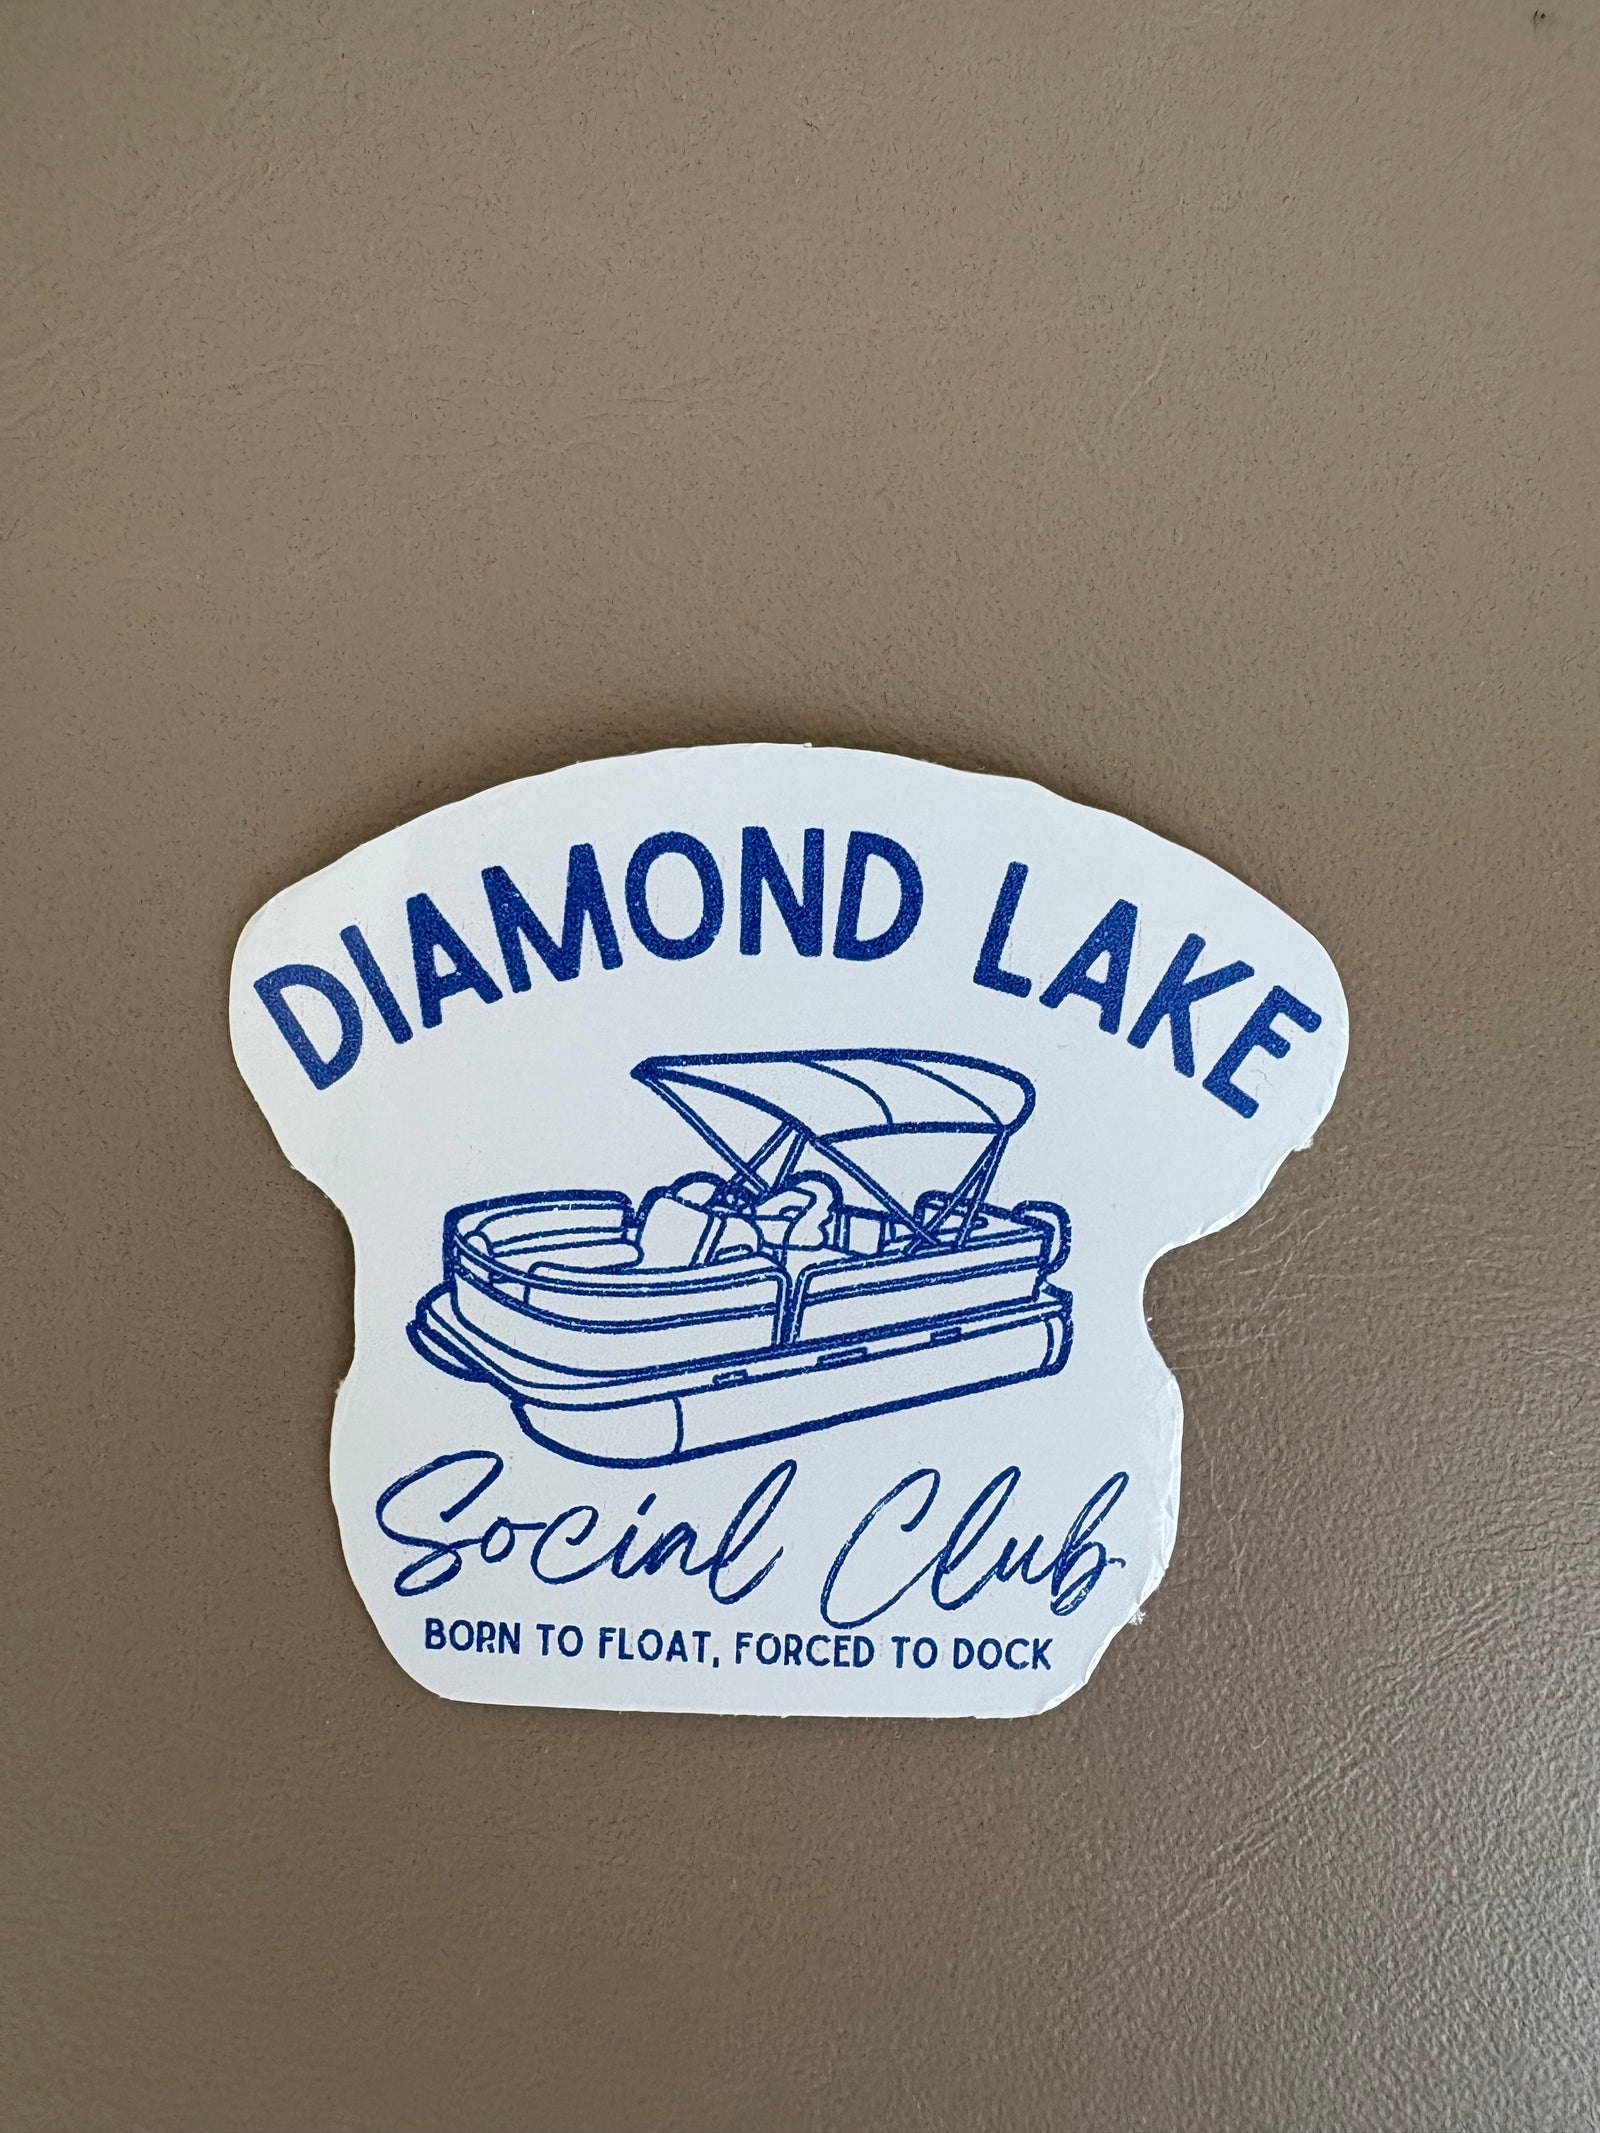 DIAMOND LAKE
Social Club
BORN TO FLOAT, FORCED TO DOCK